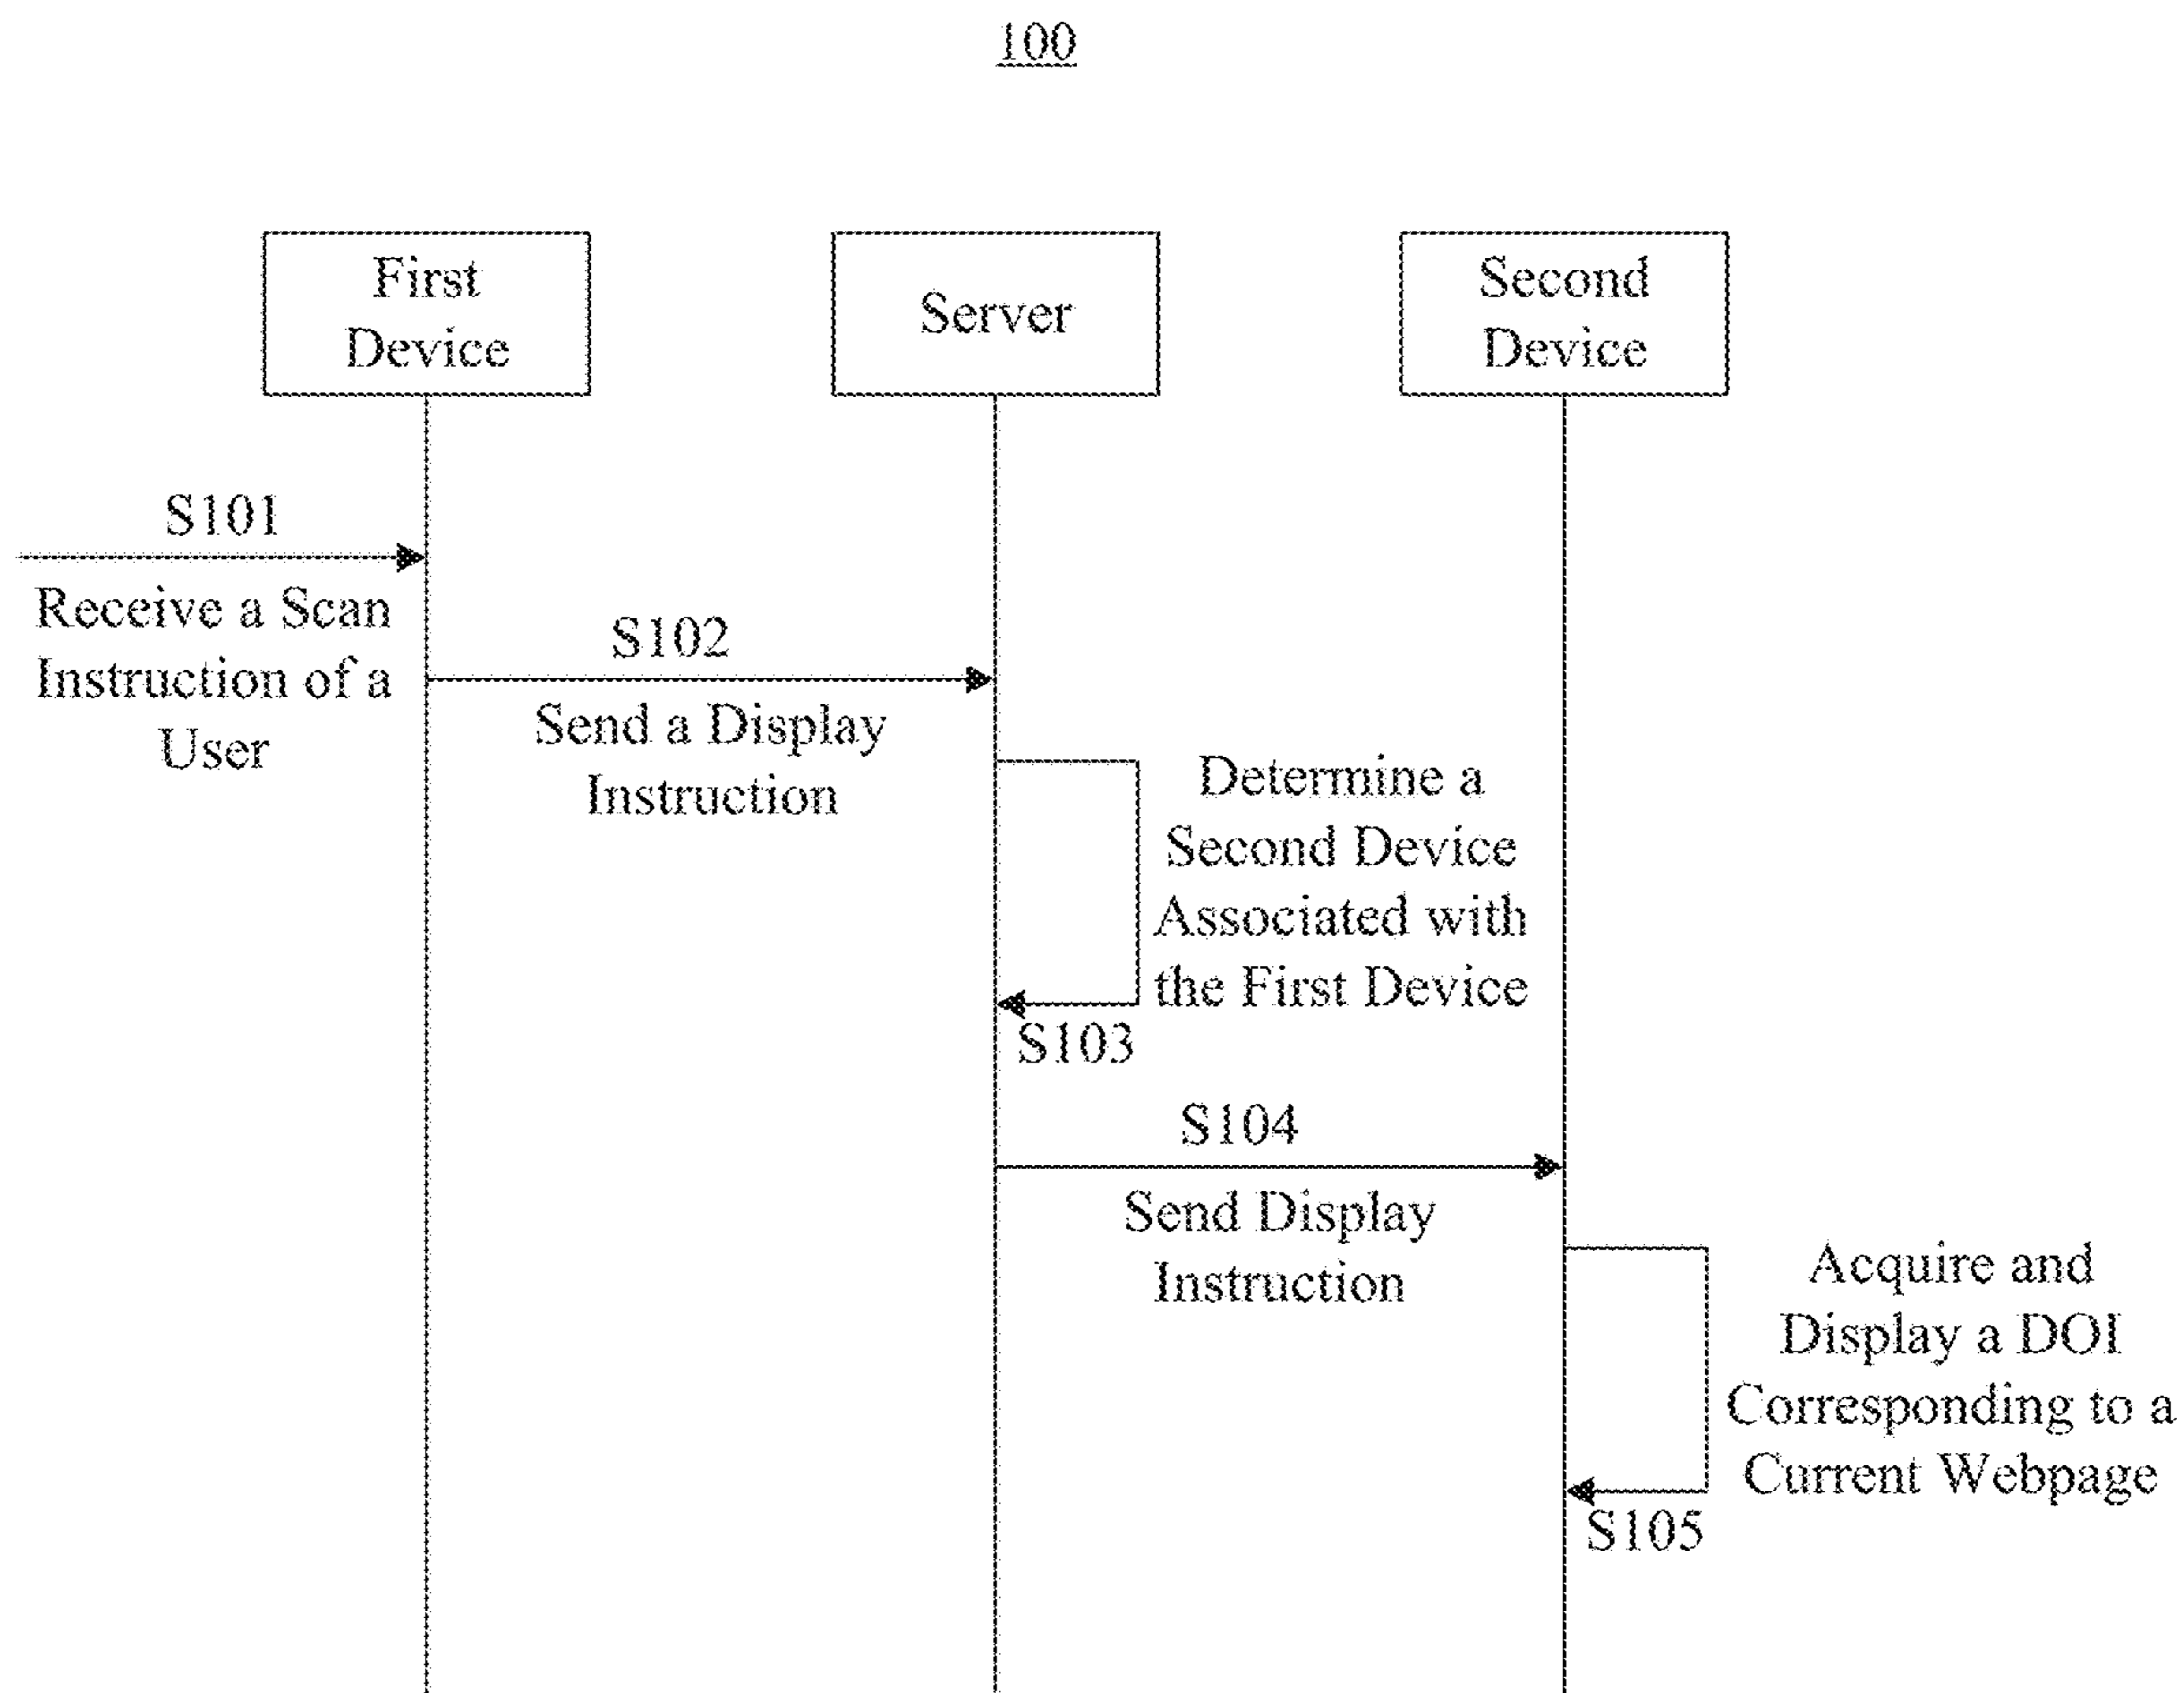 100
First
Device
Server
Second
Device
S101
Receive a Scan
Instruction of a
User
S102
Send a Display
Instruction
Determine a
Second Device
Associated with
the First Device
S103
S104
Send Display
Instruction
Acquire and
Display a DOI
Corresponding to a
Current Webpage
S105